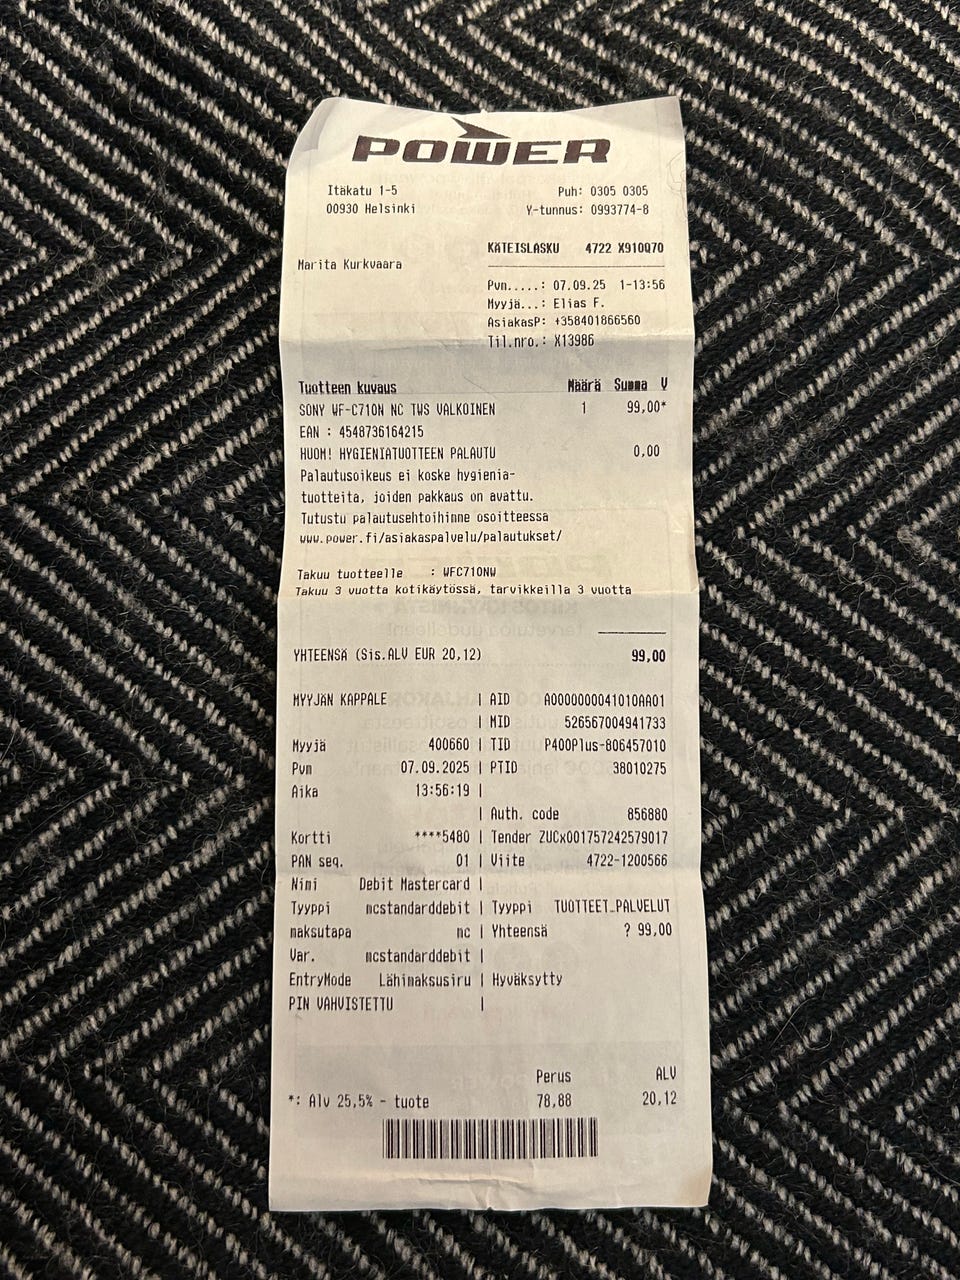 POWER
Itäkatu 1-5 Puh: 0305 0305
00930 Helsinki Y-tunnus: 0993774-8
KÄTEISLASKU 4722 X910Q70
Marita Kurkvaara
Pvm.....: 07.09.25 1-13:56
Myyjä...: Elias F.
AsiakasP: +358401866560
Til.nro.: X13986
Tuotteen kuvaus Määrä Summa V
SONY WF-C710N NC TWS VALKOINEN 1 99,00*
EAN : 4548736164215
HUOM! HYGIENIATUOTTEEN PALAUTU 0,00
Palautusoikeus ei koske hygienia-
tuotteita, joiden pakkaus on avattu.
Tutustu palautusehtoihimme osoitteessa
www.power.fi/asiakaspalvelu/palautukset/
Takuu tuotteelle : WFC710NW
Takuu 3 vuotta kotikäytössä, tarvikkeilla 3 vuotta
YHTEENSÄ (Sis.ALV EUR 20,12) 99,00
MYYJÄN KAPPALE | AID A0000000041010AA01
| MID 526567004941733
Myyjä 400660 | TID P400Plus-806457010
Pvm 07.09.2025 | PTID 38010275
Aika 13:56:19 |
| Auth. code 856880
Kortti ****5480 | Tender ZUCx001757242579017
PAN seq. 01 | Viite 4722-1200566
Nimi Debit Mastercard |
Tyyppi mcstandarddebit | Tyyppi TUOTTEET_PALVELUT
maksutapa mc | Yhteensä ? 99,00
Var. mcstandarddebit |
EntryMode Lähimaksusiru | Hyväksytty
PIN VAHVISTETTU |
Perus ALV
*: Alv 25,5% - tuote 78,88 20,12